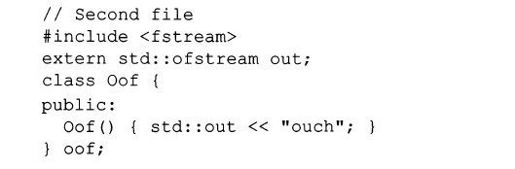 // Second file
#include <fstream>
extern std::ofstream out;
class Oof {
public:
  Oof() { std::out << "ouch"; }
} oof;